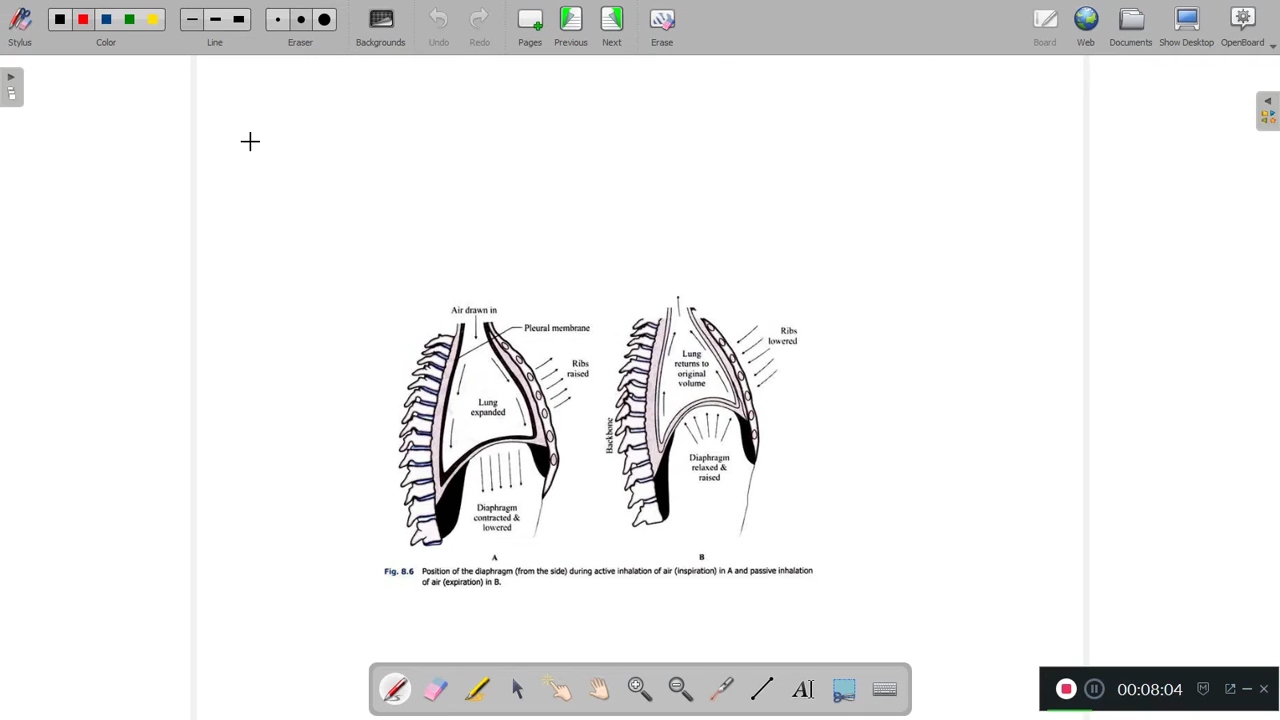 Stylus
Color
Line
Eraser
Backgrounds
Undo
Redo
Pages
Previous
Next
Erase
Board
Web
Documents
Show Desktop
OpenBoard
Air drawn in
Pleural membrane
Ribs
raised
Lung
expanded
Diaphragm
contracted &
lowered
A
Ribs
lowered
Lung
returns to
original
volume
Backbone
Diaphragm
relaxed &
raised
B
Fig. 8.6 Position of the diaphragm (from the side) during active inhalation of air (inspiration) in A and passive inhalation
of air (expiration) in B.
00:08:04